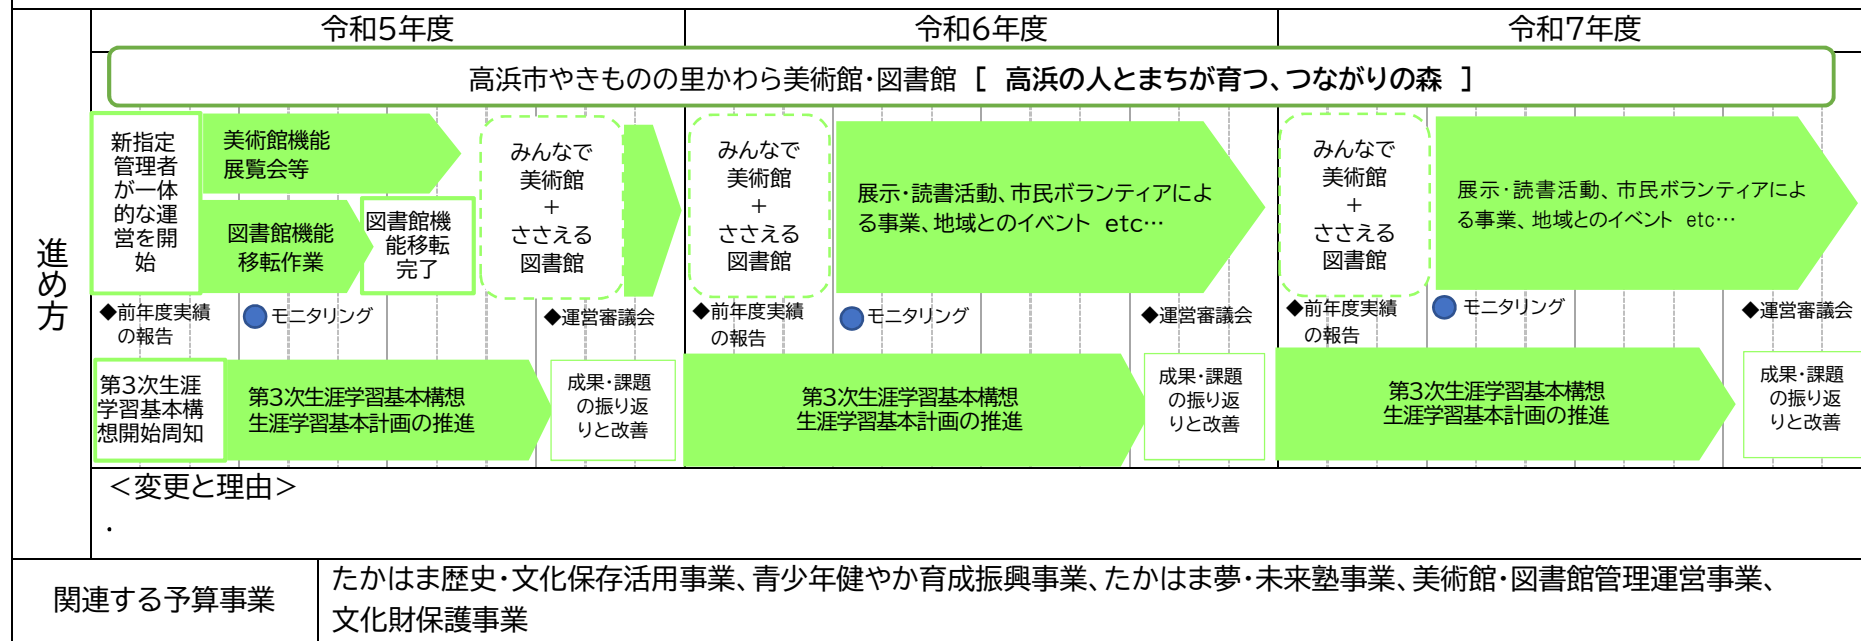 令和5年度
令和6年度
令和7年度
進め方
高浜市やきものの里かわら美術館・図書館 [ 高浜の人とまちが育つ、つながりの森 ]
新指定
管理者
が一体
的な運
営を開
始
美術館機能
展覧会等
図書館機能
移転作業
図書館機
能移転
完了
みんなで
美術館
+
ささえる
図書館
みんなで
美術館
+
ささえる
図書館
展示・読書活動、市民ボランティアによ
る事業、地域とのイベント etc…
みんなで
美術館
+
ささえる
図書館
展示・読書活動、市民ボランティアによ
る事業、地域とのイベント etc…
◆前年度実績
の報告
モニタリング
◆運営審議会
◆前年度実績
の報告
モニタリング
◆運営審議会
◆前年度実績
の報告
モニタリング
◆運営審議会
第3次生涯
学習基本構
想開始周知
第3次生涯学習基本構想
生涯学習基本計画の推進
成果・課題
の振り返
りと改善
第3次生涯学習基本構想
生涯学習基本計画の推進
成果・課題
の振り返
りと改善
第3次生涯学習基本構想
生涯学習基本計画の推進
成果・課題
の振り返
りと改善
<変更と理由>
・
関連する予算事業
たかはま歴史・文化保存活用事業、青少年健やか育成振興事業、たかはま夢・未来塾事業、美術館・図書館管理運営事業、
文化財保護事業